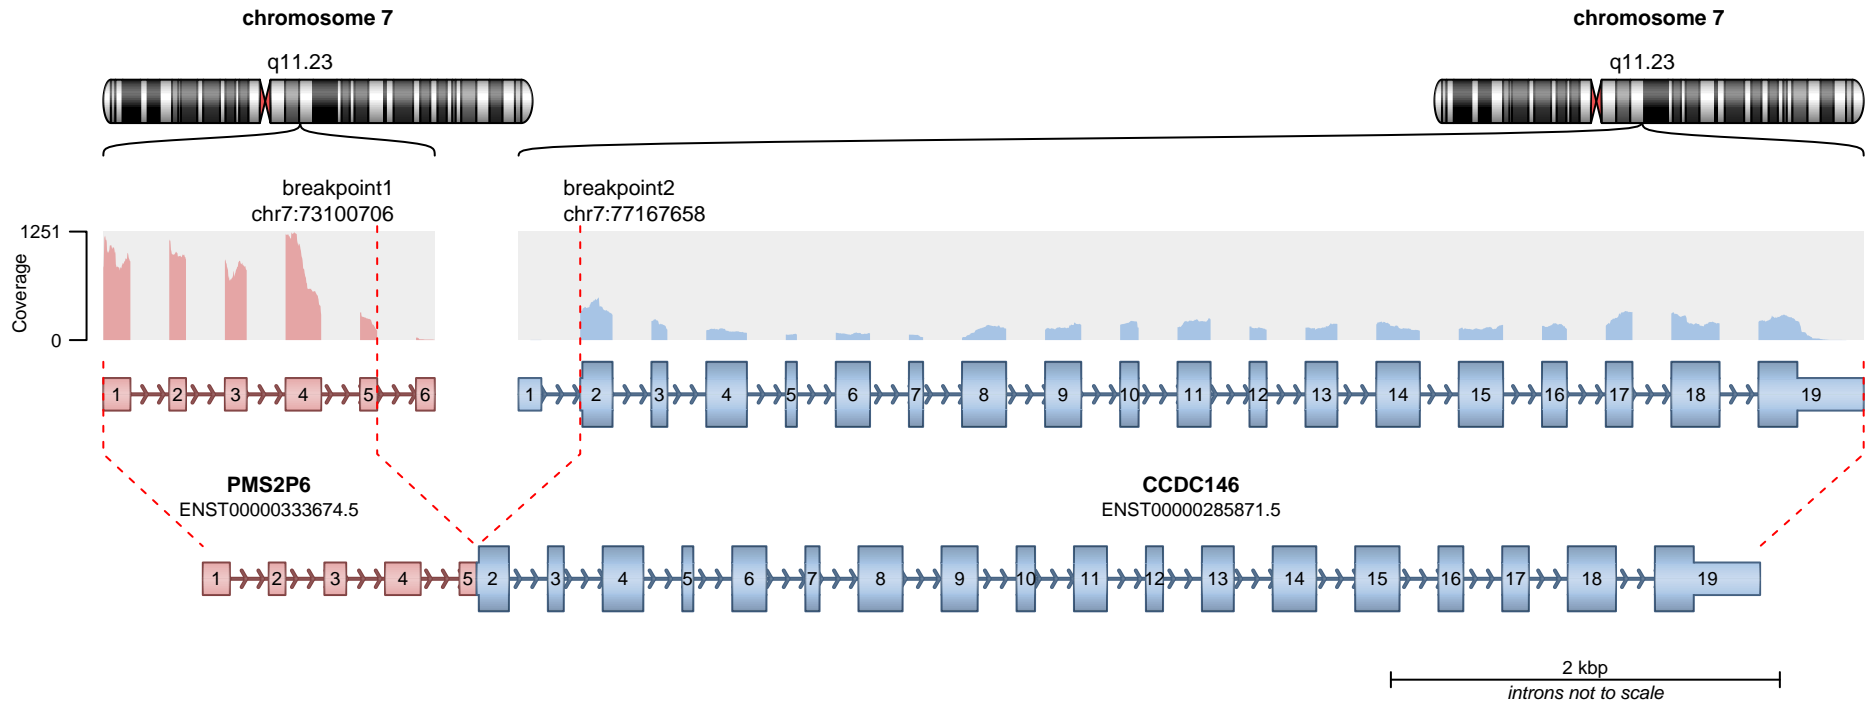 chromosome 7
chromosome 7
q11.23
q11.23
breakpoint1
chr7:73100706
breakpoint2
chr7:77167658
1251
Coverage
0
1 2 3 4 5 6
1 2 3 4 5 6 7 8 9 10 11 12 13 14 15 16 17 18 19
PMS2P6
ENST00000333674.5
CCDC146
ENST00000285871.5
1 2 3 4 5 2 3 4 5 6 7 8 9 10 11 12 13 14 15 16 17 18 19
2 kbp
introns not to scale